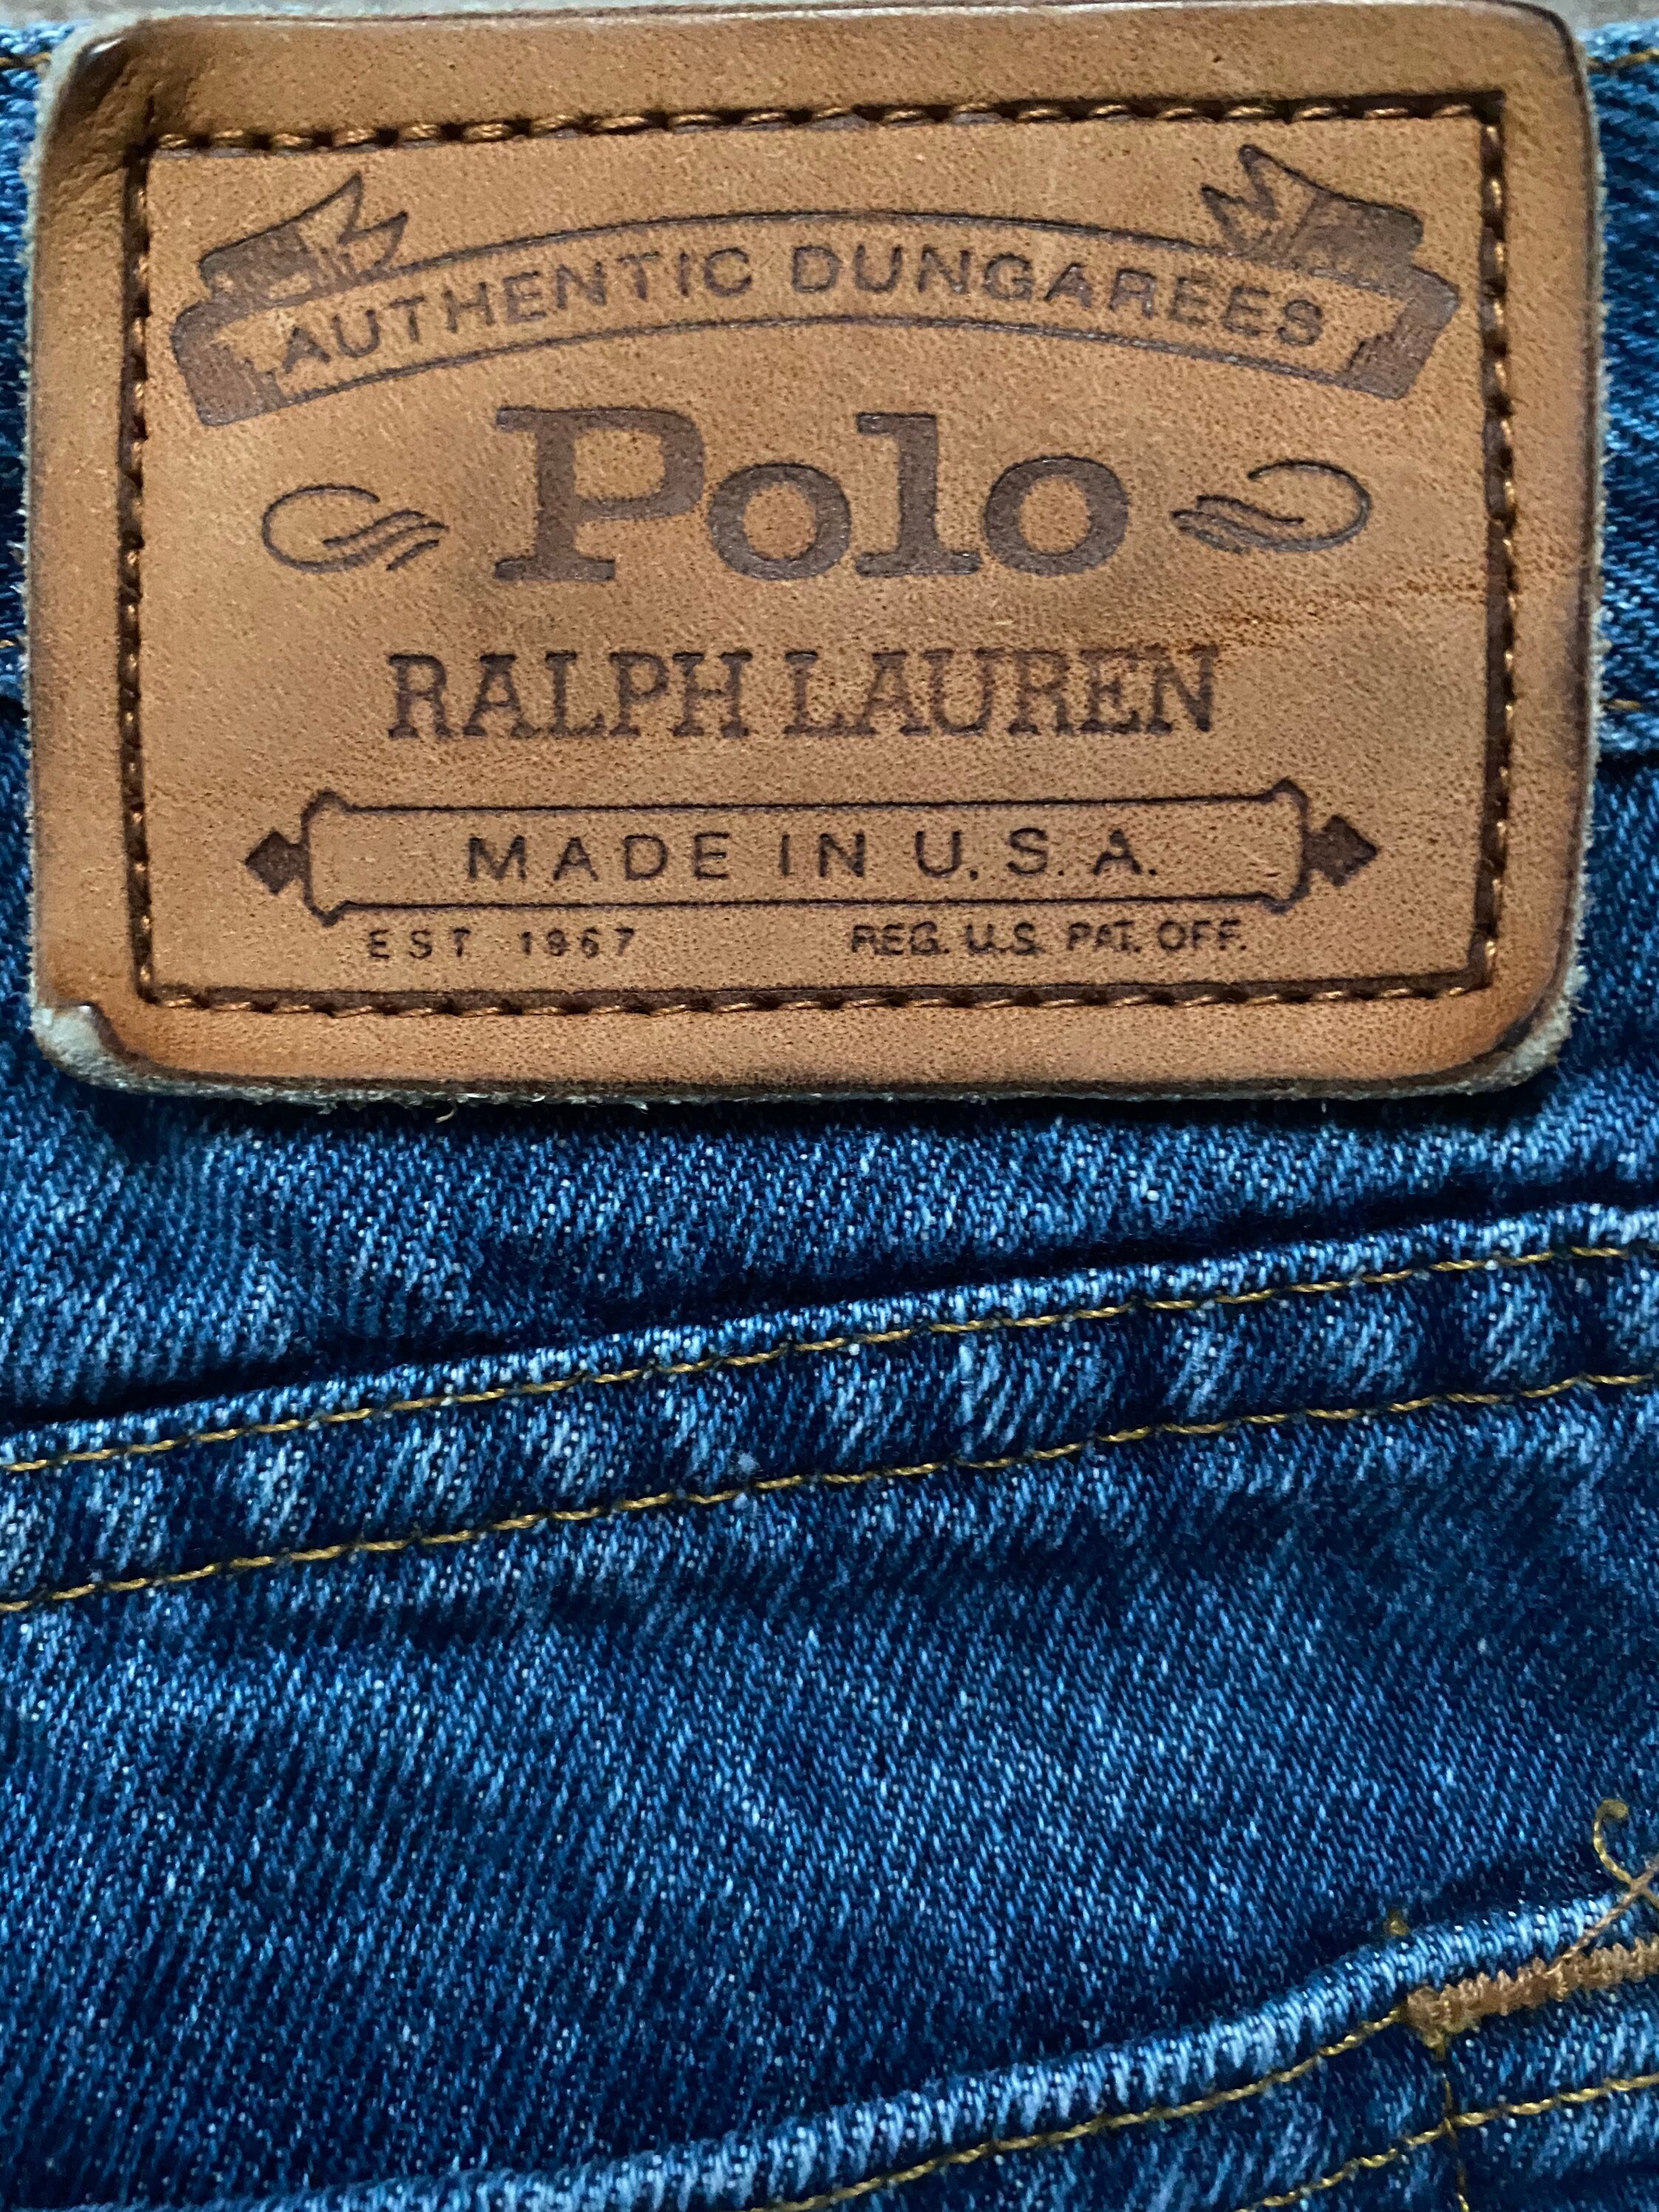 AUTHENTIC DUNGAREES
Polo
RALPH LAUREN
MADE IN U.S.A.
EST 1967 REG. U.S. PAT. OFF.